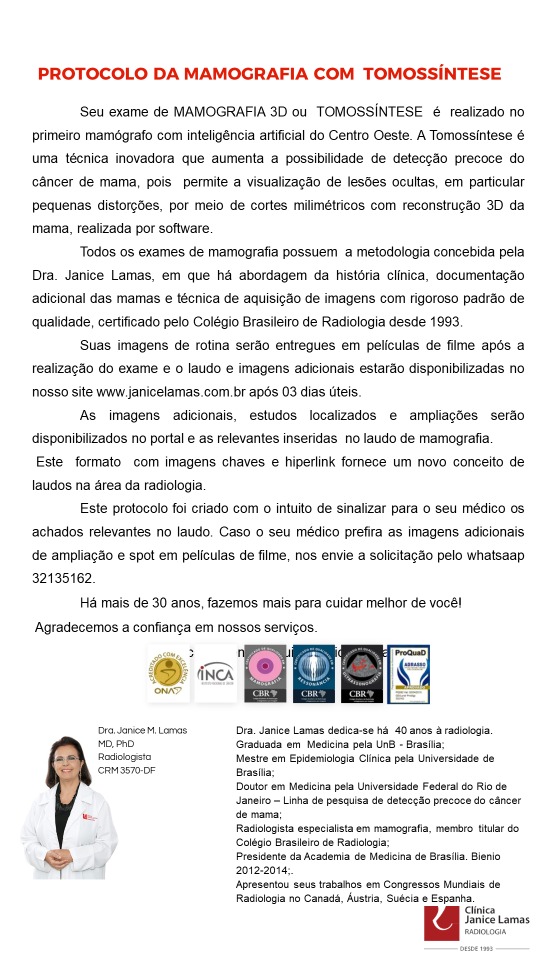 PROTOCOLO DA MAMOGRAFIA COM TOMOSSÍNTESE
Seu exame de MAMOGRAFIA 3D ou TOMOSSÍNTESE é realizado no
primeiro mamógrafo com inteligência artificial do Centro Oeste. A Tomossíntese é
uma técnica inovadora que aumenta a possibilidade de detecção precoce do
câncer de mama, pois permite a visualização de lesões ocultas, em particular
pequenas distorções, por meio de cortes milimétricos com reconstrução 3D da
mama, realizada por software.
Todos os exames de mamografia possuem a metodologia concebida pela
Dra. Janice Lamas, em que há abordagem da história clínica, documentação
adicional das mamas e técnica de aquisição de imagens com rigoroso padrão de
qualidade, certificado pelo Colégio Brasileiro de Radiologia desde 1993.
Suas imagens de rotina serão entregues em películas de filme após a
realização do exame e o laudo e imagens adicionais estarão disponibilizadas no
nosso site www.janicelamas.com.br após 03 dias úteis.
As imagens adicionais, estudos localizados e ampliações serão
disponibilizados no portal e as relevantes inseridas no laudo de mamografia.
Este formato com imagens chaves e hiperlink fornece um novo conceito de
laudos na área da radiologia.
Este protocolo foi criado com o intuito de sinalizar para o seu médico os
achados relevantes no laudo. Caso o seu médico prefira as imagens adicionais
de ampliação e spot em películas de filme, nos envie a solicitação pelo whatsaap
32135162.
Há mais de 30 anos, fazemos mais para cuidar melhor de você!
Agradecemos a confiança em nossos serviços.
ACREDITADO COM EXCELÊNCIA
ONA
INCA
MAMOGRAFIA
CBR
RESSONÂNCIA
CBR
ULTRASSONOGRAFIA
CBR
ProQuaD
Dra. Janice M. Lamas
MD, PhD
Radiologista
CRM 3570-DF
Dra. Janice Lamas dedica-se há 40 anos à radiologia.
Graduada em Medicina pela UnB - Brasília;
Mestre em Epidemiologia Clínica pela Universidade de
Brasília;
Doutor em Medicina pela Universidade Federal do Rio de
Janeiro – Linha de pesquisa de detecção precoce do câncer
de mama;
Radiologista especialista em mamografia, membro titular do
Colégio Brasileiro de Radiologia;
Presidente da Academia de Medicina de Brasília. Bienio
2012-2014;.
Apresentou seus trabalhos em Congressos Mundiais de
Radiologia no Canadá, Áustria, Suécia e Espanha.
Clínica
Janice Lamas
RADIOLOGIA
DESDE 1993